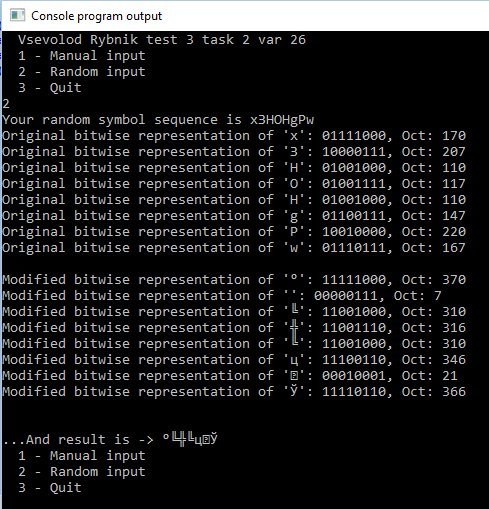 Console program output
Vsevolod Rybnik test 3 task 2 var 26
1 - Manual input
2 - Random input
3 - Quit
2
Your random symbol sequence is xЗHOHgРw
Original bitwise representation of 'x': 01111000, Oct: 170
Original bitwise representation of 'З': 10000111, Oct: 207
Original bitwise representation of 'H': 01001000, Oct: 110
Original bitwise representation of 'O': 01001111, Oct: 117
Original bitwise representation of 'H': 01001000, Oct: 110
Original bitwise representation of 'g': 01100111, Oct: 147
Original bitwise representation of 'Р': 10010000, Oct: 220
Original bitwise representation of 'w': 01110111, Oct: 167
Modified bitwise representation of '°': 11111000, Oct: 370
Modified bitwise representation of '': 00000111, Oct: 7
Modified bitwise representation of '╚': 11001000, Oct: 310
Modified bitwise representation of '╬': 11001110, Oct: 316
Modified bitwise representation of '╚': 11001000, Oct: 310
Modified bitwise representation of 'ц': 11100110, Oct: 346
Modified bitwise representation of '⍰': 00010001, Oct: 21
Modified bitwise representation of 'Ў': 11110110, Oct: 366
...And result is -> °╚╬╚ц⍰Ў
1 - Manual input
2 - Random input
3 - Quit